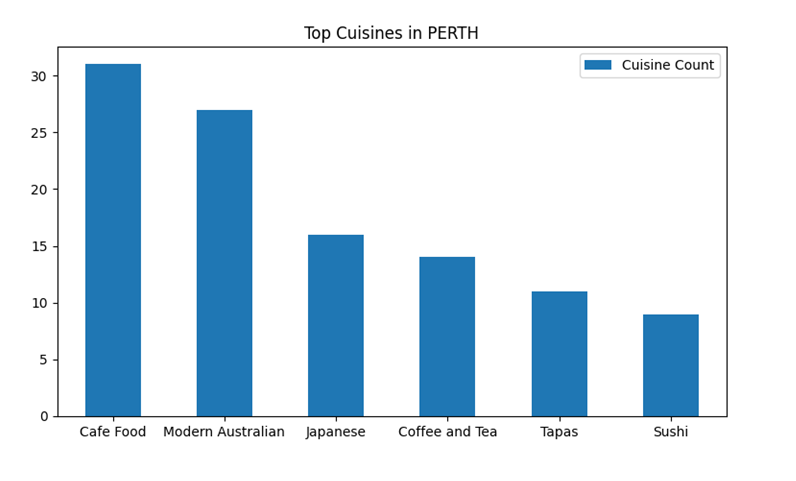 Top Cuisines in PERTH
Cuisine Count
30
25
20
15
10
5
0
Cafe Food Modern Australian Japanese Coffee and Tea Tapas Sushi